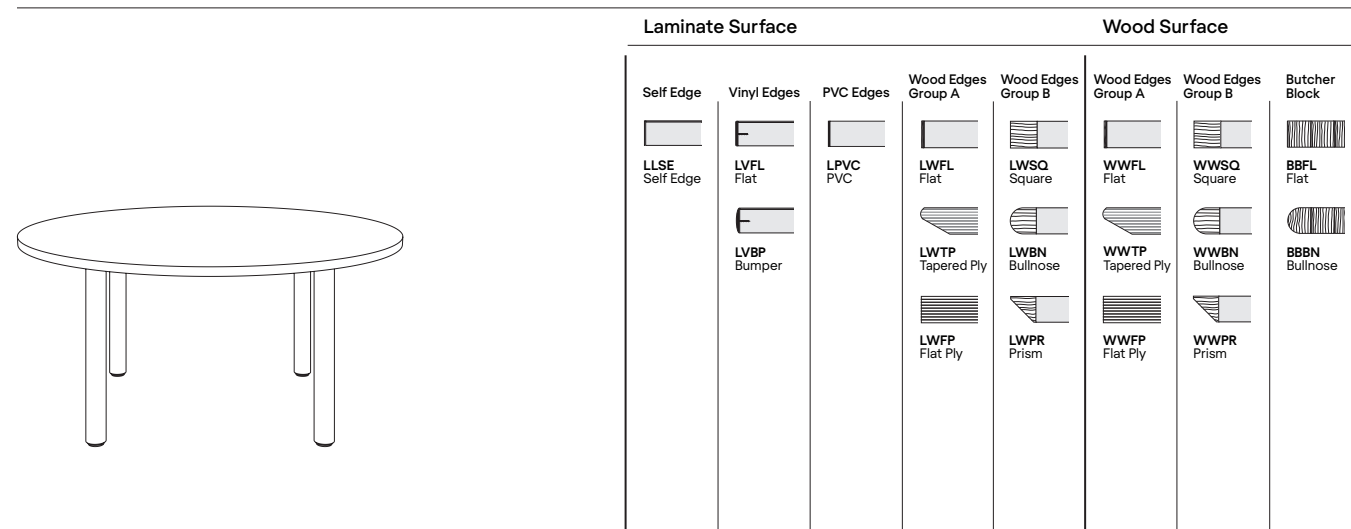 Laminate Surface
Wood Surface
Self Edge
Vinyl Edges
PVC Edges
Wood Edges
Group A
Wood Edges
Group B
Wood Edges
Group A
Wood Edges
Group B
Butcher
Block
LLSE
Self Edge
LVFL
Flat
LPVC
PVC
LWFL
Flat
LWSQ
Square
WWFL
Flat
WWSQ
Square
BBFL
Flat
LVBP
Bumper
LWTP
Tapered Ply
LWBN
Bullnose
WWTP
Tapered Ply
WWBN
Bullnose
BBBN
Bullnose
LWFP
Flat Ply
LWPR
Prism
WWFP
Flat Ply
WWPR
Prism